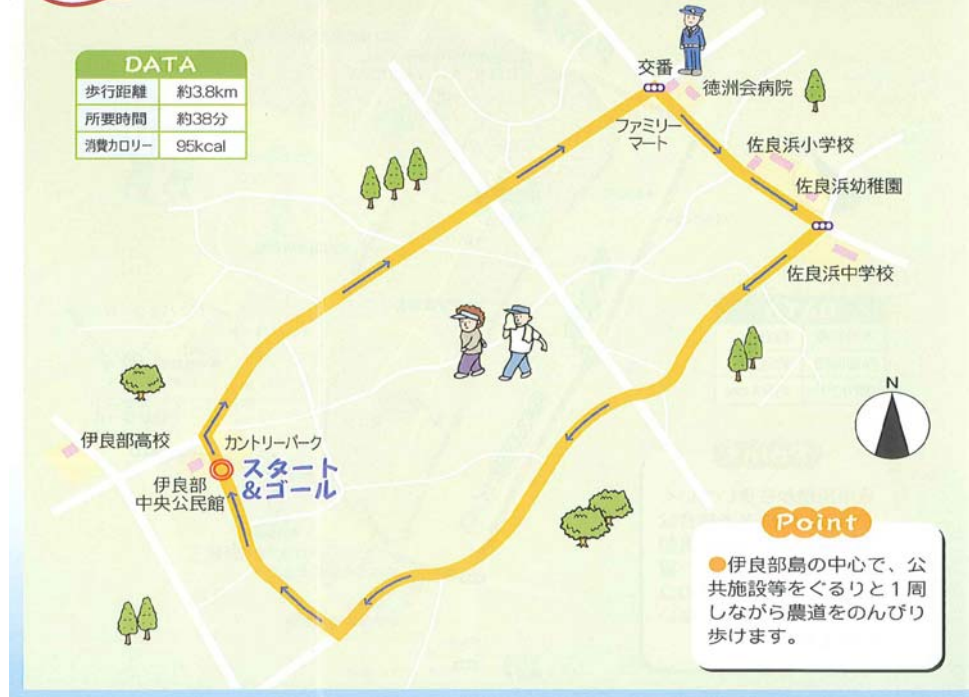 DATA
歩行距離 約3.8km
所要時間 約38分
消費カロリー 95kcal
交番
徳洲会病院
ファミリー
マート
佐良浜小学校
佐良浜幼稚園
佐良浜中学校
伊良部高校
カントリーパーク
スタート
&ゴール
伊良部
中央公民館
N
Point
●伊良部島の中心で、公
共施設等をぐるりと1周
しながら農道をのんびり
歩けます。